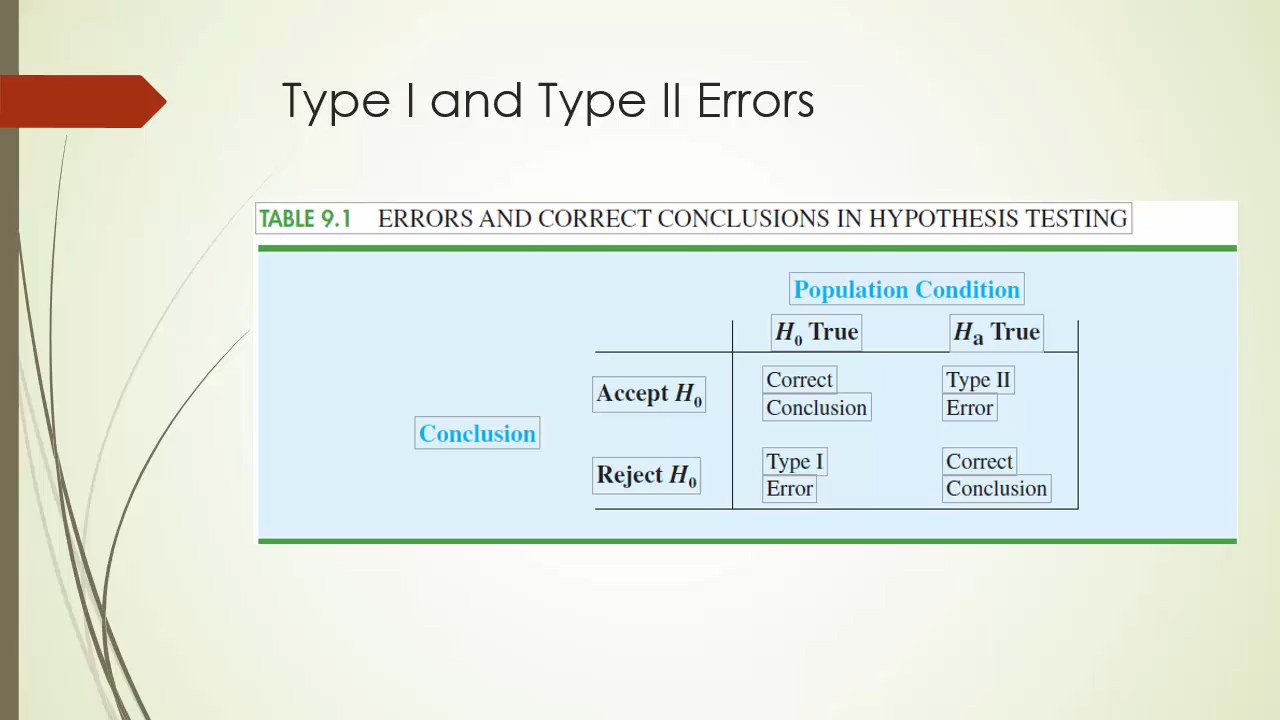 Type I and Type II Errors
TABLE 9.1 ERRORS AND CORRECT CONCLUSIONS IN HYPOTHESIS TESTING
Population Condition
H₀ True Hₐ True
Accept H₀ Correct Conclusion Type II Error
Conclusion
Reject H₀ Type I Error Correct Conclusion